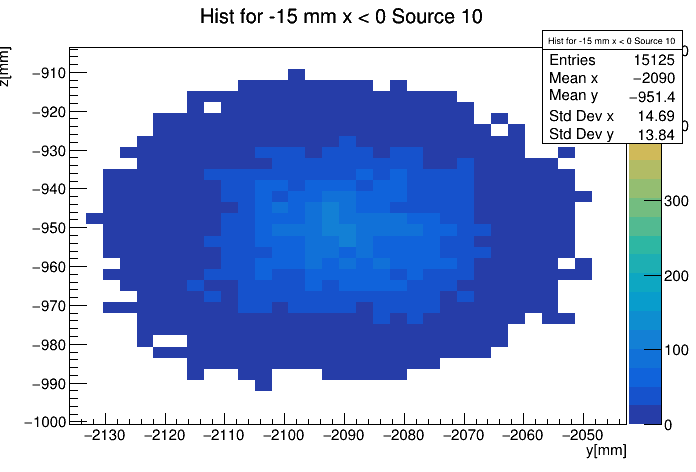 Hist for -15 mm x < 0 Source 10
z[mm]
Hist for -15 mm x < 0 Source 10
Entries 15125
Mean x −2090
Mean y −951.4
Std Dev x 14.69
Std Dev y 13.84
−910
−920
−930
−940
−950
−960
−970
−980
−990
−1000
−2130 −2120 −2110 −2100 −2090 −2080 −2070 −2060 −2050
y[mm]
300
200
100
0